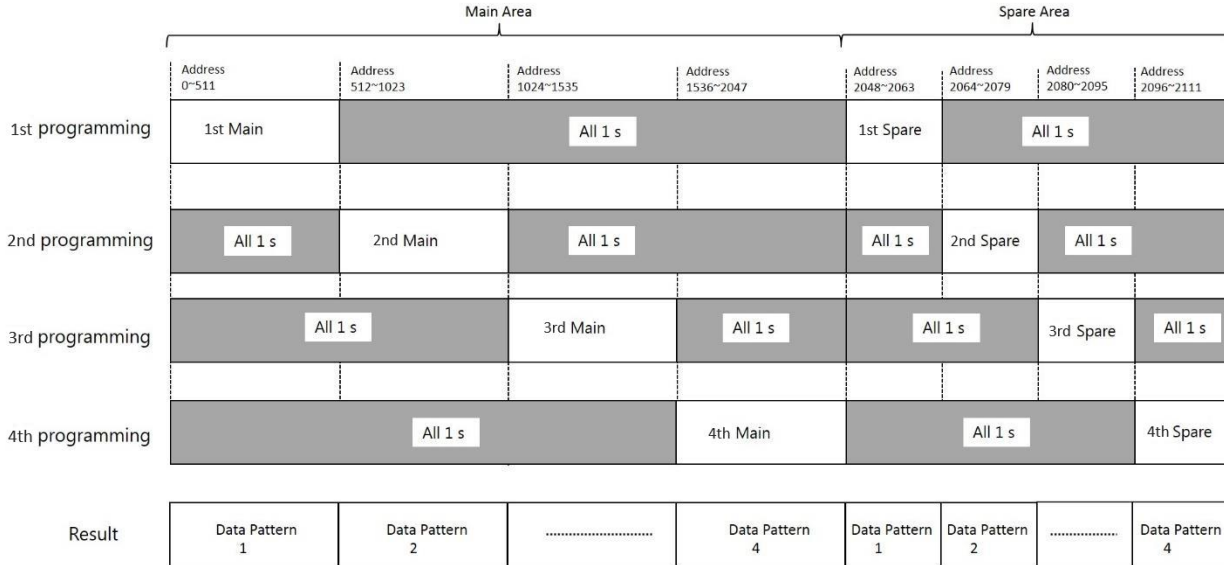 Main Area
Spare Area
Address
0~511
Address
512~1023
Address
1024~1535
Address
1536~2047
Address
2048~2063
Address
2064~2079
Address
2080~2095
Address
2096~2111
1st programming
1st Main
All 1 s
1st Spare
All 1 s
2nd programming
All 1 s
2nd Main
All 1 s
All 1 s
2nd Spare
All 1 s
3rd programming
All 1 s
3rd Main
All 1 s
All 1 s
3rd Spare
All 1 s
4th programming
All 1 s
4th Main
All 1 s
4th Spare
Result
Data Pattern
1
Data Pattern
2
.....................
Data Pattern
4
Data Pattern
1
Data Pattern
2
..............
Data Pattern
4